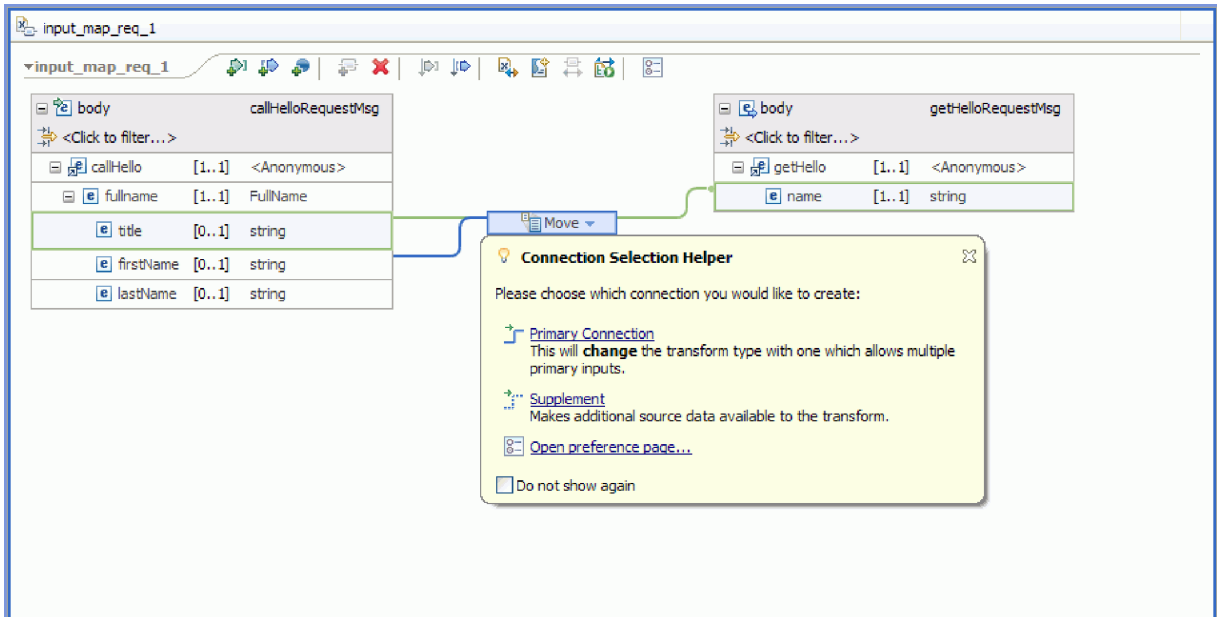 input_map_req_1
input_map_req_1
body callHelloRequestMsg
<Click to filter...>
callHello [1..1] <Anonymous>
fullname [1..1] FullName
title [0..1] string
firstName [0..1] string
lastName [0..1] string
Move
body getHelloRequestMsg
<Click to filter...>
getHello [1..1] <Anonymous>
name [1..1] string
Connection Selection Helper
Please choose which connection you would like to create:
Primary Connection
This will change the transform type with one which allows multiple
primary inputs.
Supplement
Makes additional source data available to the transform.
Open preference page...
Do not show again